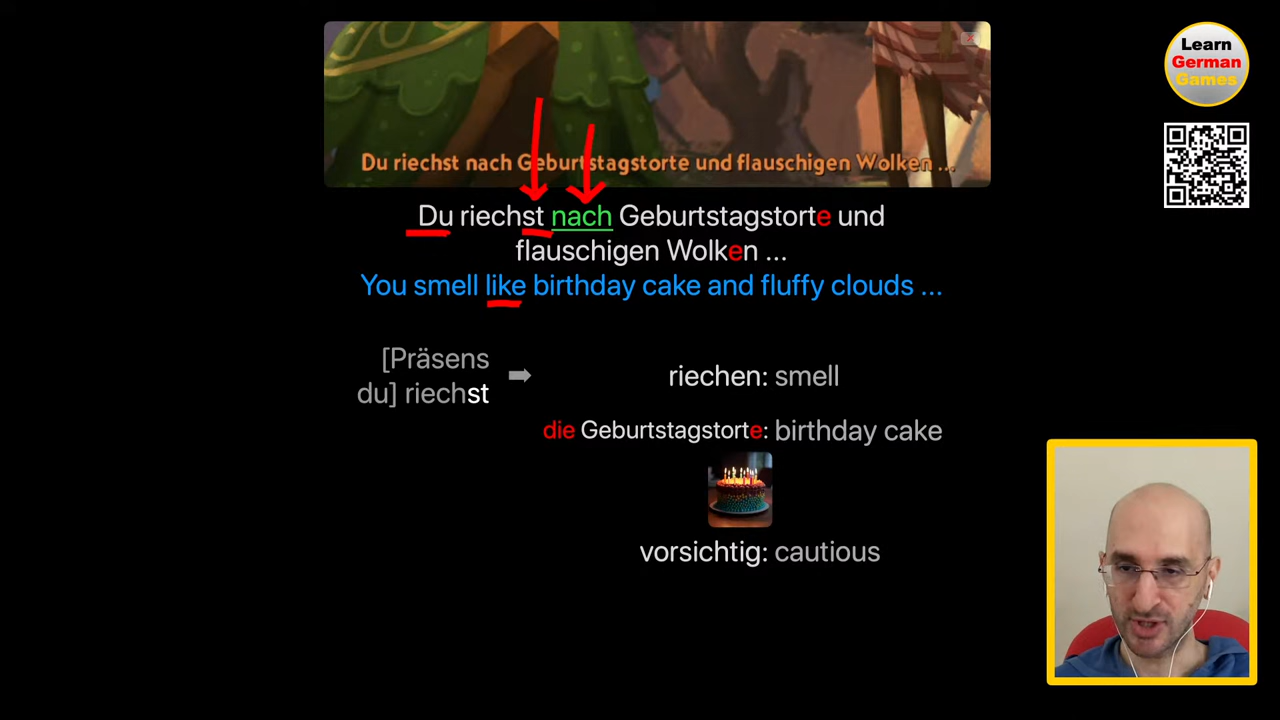 Learn
German
Games
Du riechst nach Geburtstagstorte und flauschigen Wolken ...
Du riechst nach Geburtstagstorte und
flauschigen Wolken ...
You smell like birthday cake and fluffy clouds ...
[Präsens
du] riechst
➡ riechen: smell
die Geburtstagstorte: birthday cake
vorsichtig: cautious